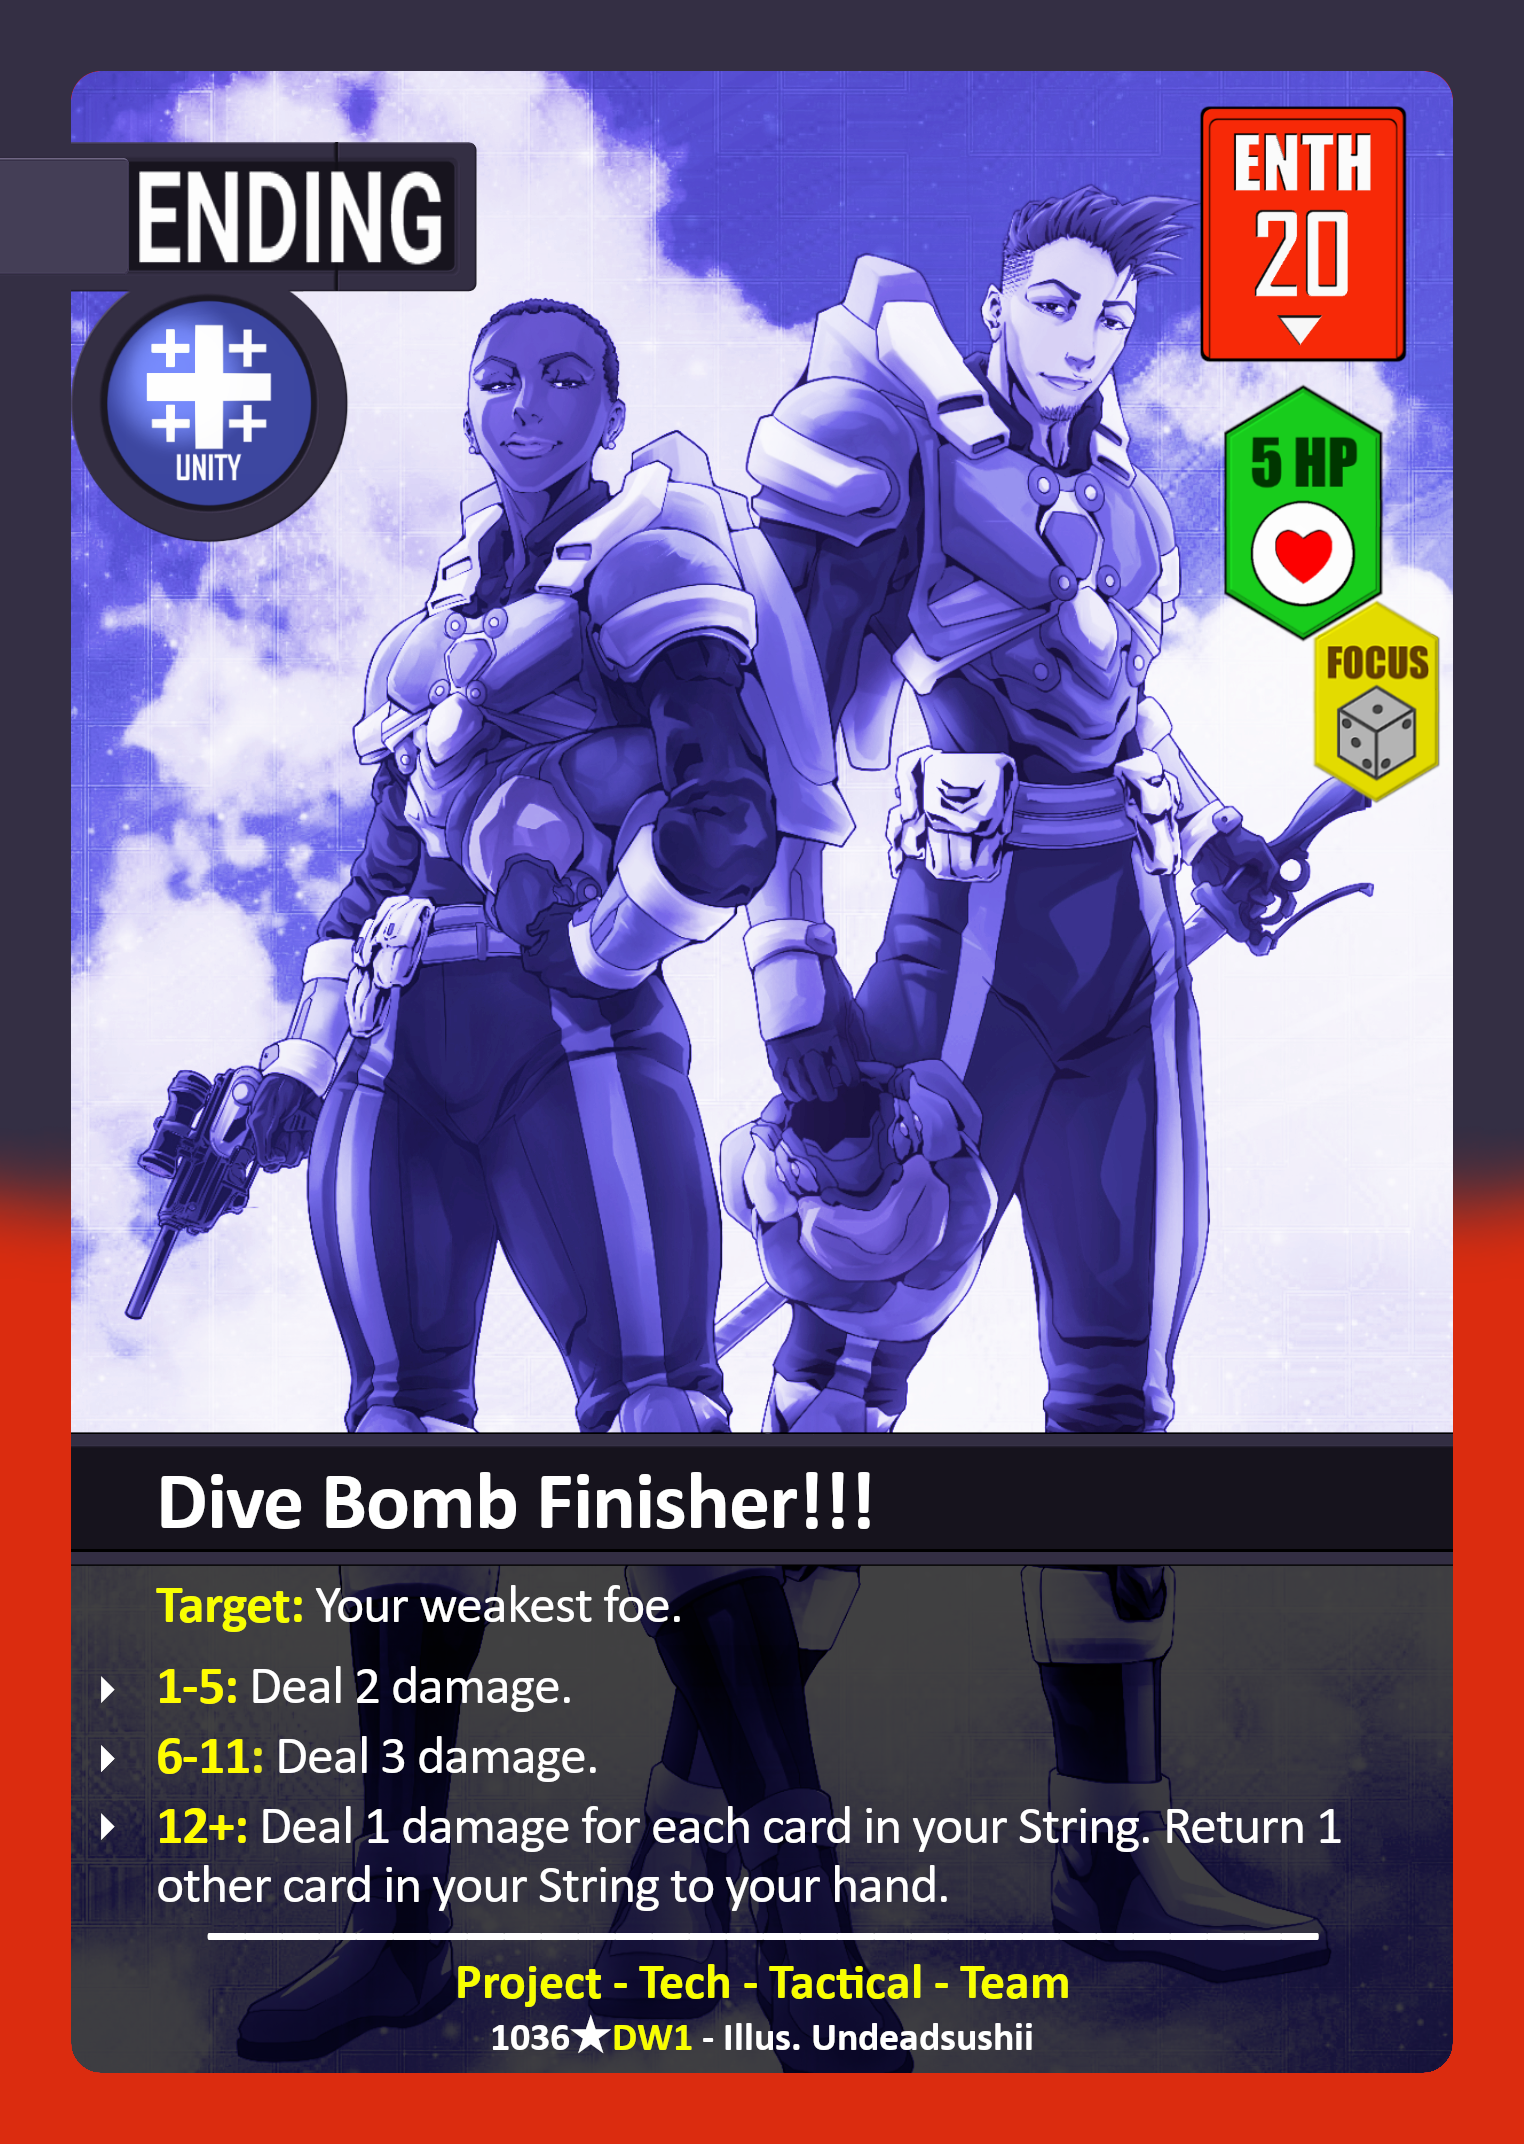 ENDING
UNITY
ENTH
20
5 HP
FOCUS
Dive Bomb Finisher!!!
Target: Your weakest foe.
1-5: Deal 2 damage.
6-11: Deal 3 damage.
12+: Deal 1 damage for each card in your String. Return 1
other card in your String to your hand.
Project - Tech - Tactical - Team
1036★DW1 - Illus. Undeadsushii